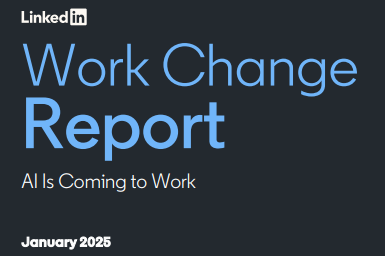 LinkedIn
Work Change
Report
AI Is Coming to Work
January 2025